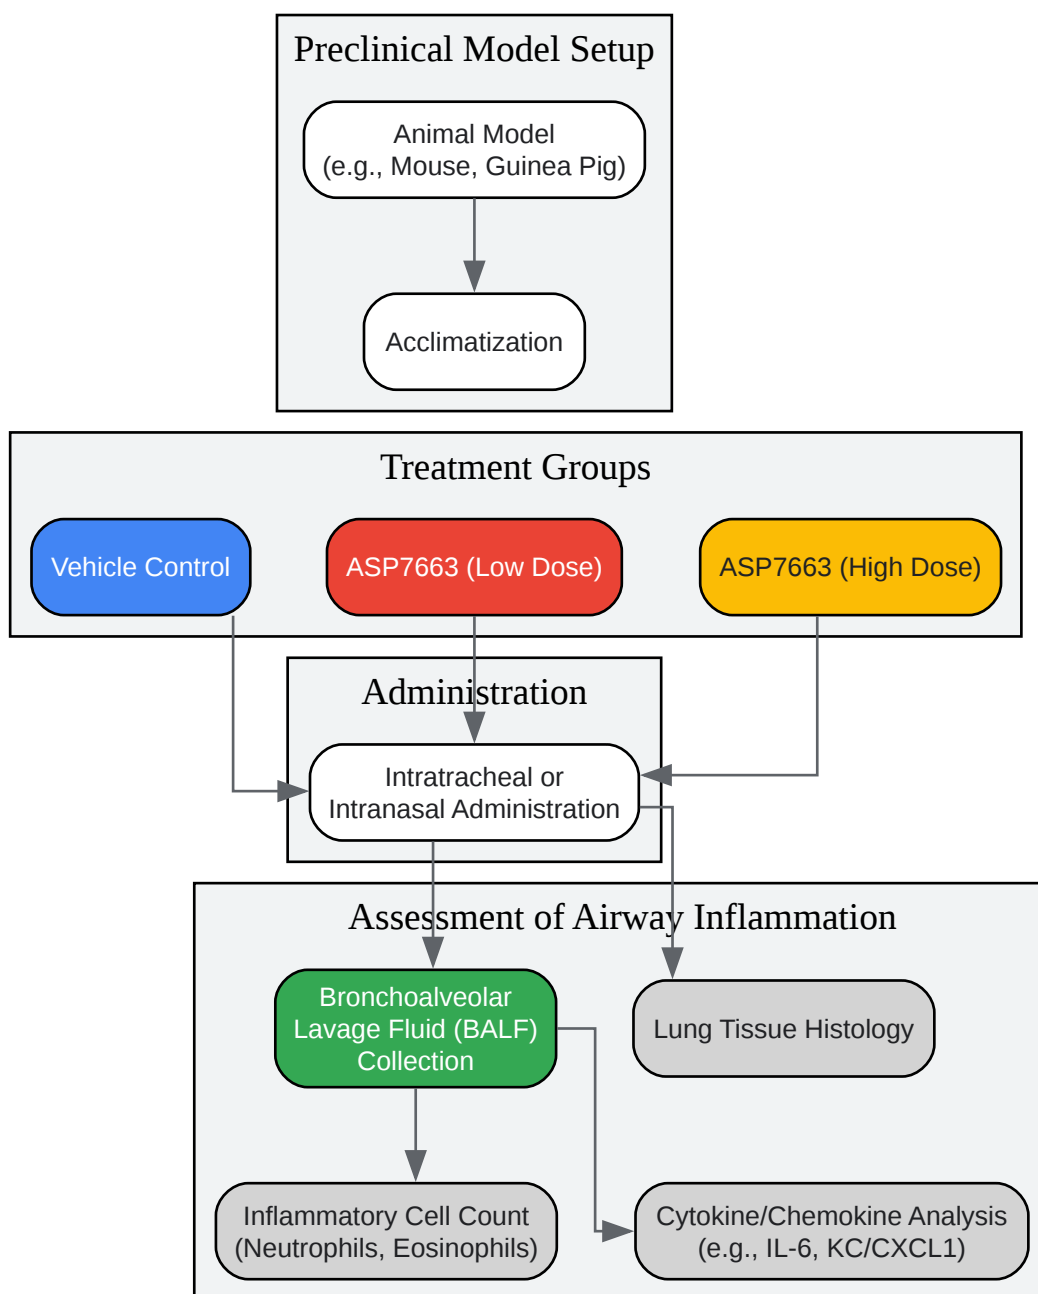 Preclinical Model Setup
Animal Model
(e.g., Mouse, Guinea Pig)
Acclimatization
Treatment Groups
Vehicle Control
ASP7663 (Low Dose)
ASP7663 (High Dose)
Administration
Intratracheal or
Intranasal Administration
Assessment of Airway Inflammation
Bronchoalveolar
Lavage Fluid (BALF)
Collection
Lung Tissue Histology
Inflammatory Cell Count
(Neutrophils, Eosinophils)
Cytokine/Chemokine Analysis
(e.g., IL-6, KC/CXCL1)